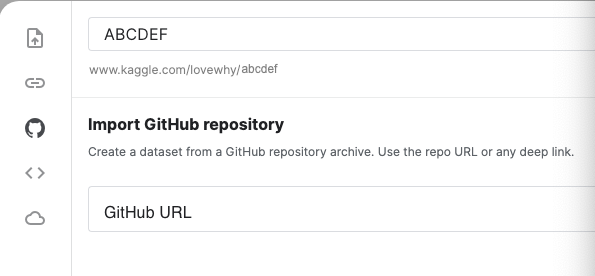 ABCDEF
www.kaggle.com/lovewhy/abcdef
Import GitHub repository
Create a dataset from a GitHub repository archive. Use the repo URL or any deep link.
GitHub URL